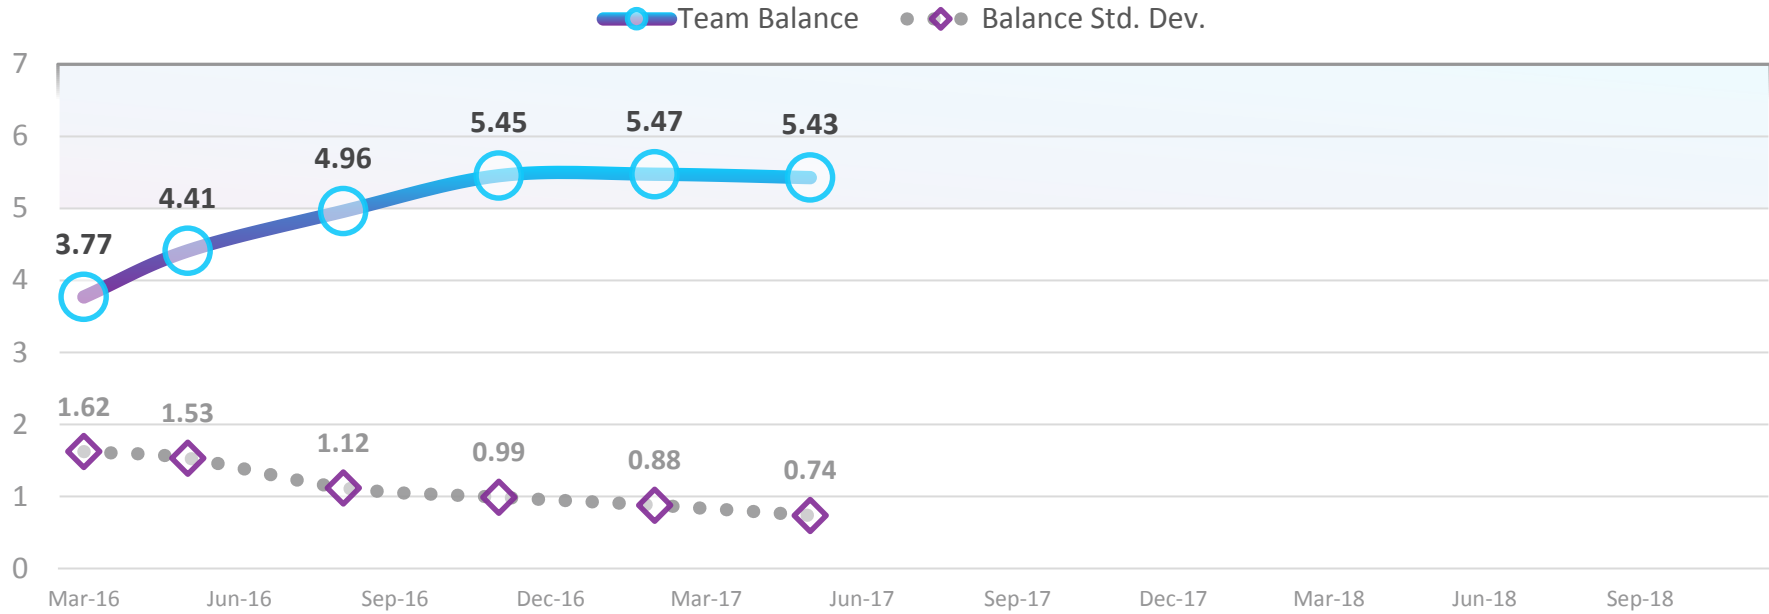 Team Balance Balance Std. Dev.
7
6
5
4
3
2
1
0
3.77 4.41 4.96 5.45 5.47 5.43
1.62 1.53 1.12 0.99 0.88 0.74
Mar-16 Jun-16 Sep-16 Dec-16 Mar-17 Jun-17 Sep-17 Dec-17 Mar-18 Jun-18 Sep-18